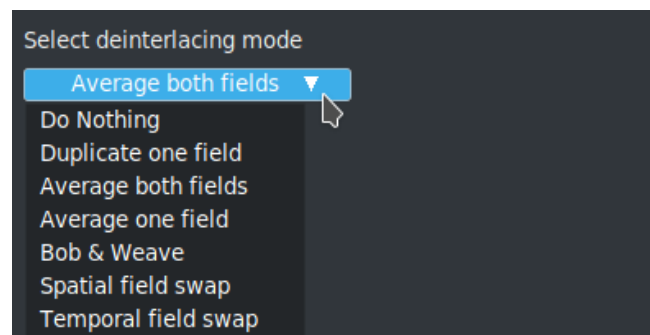 Select deinterlacing mode
Average both fields
Do Nothing
Duplicate one field
Average both fields
Average one field
Bob & Weave
Spatial field swap
Temporal field swap